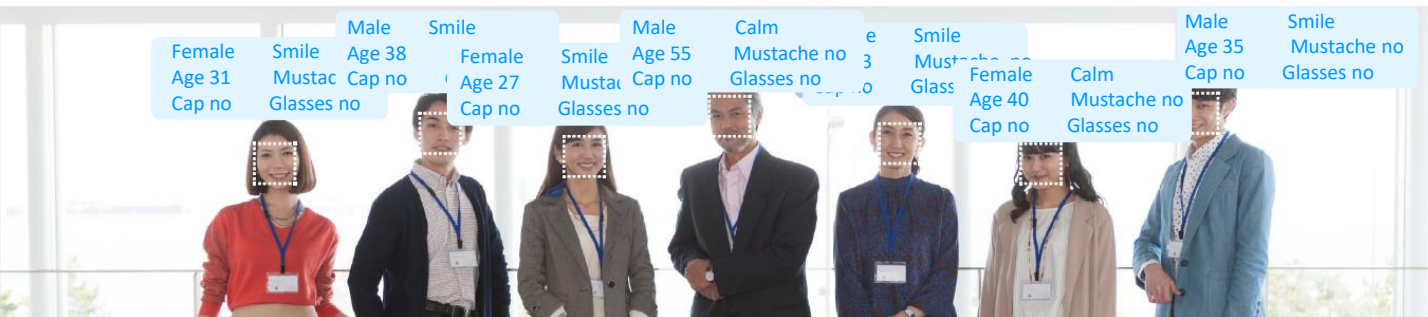 Female Smile
Age 31 Mustac
Cap no Glasses no
Male Smile
Age 38
Cap no
Female Smile
Age 27 Mustac
Cap no Glasses no
Male Calm
Age 55 Mustache no
Cap no Glasses no
Smile
Female Calm
Age 40 Mustache no
Cap no Glasses no
Male Smile
Age 35 Mustache no
Cap no Glasses no